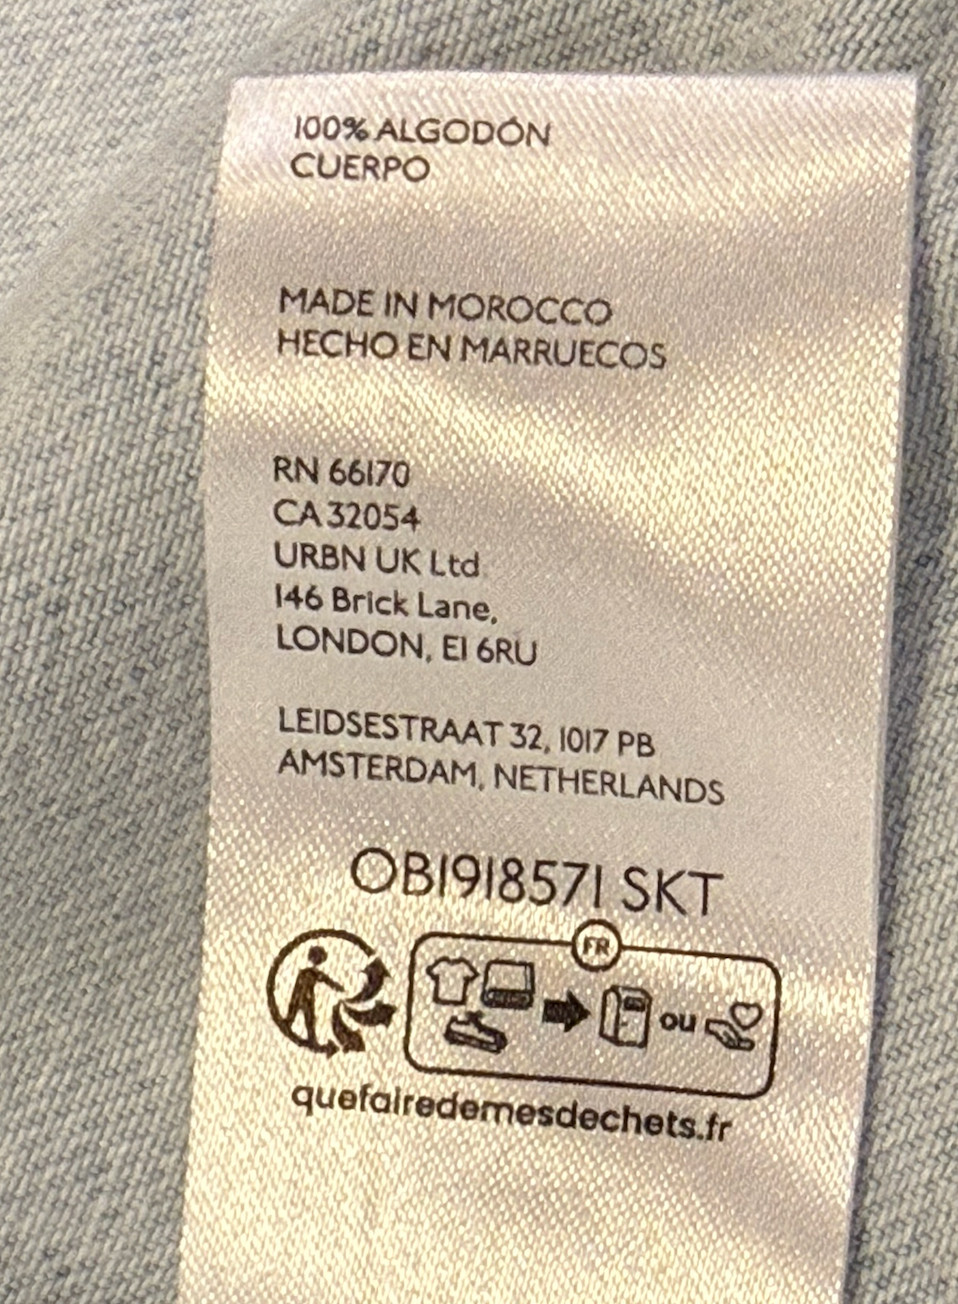 100% ALGODÓN
CUERPO
MADE IN MOROCCO
HECHO EN MARRUECOS
RN 66170
CA 32054
URBN UK Ltd
146 Brick Lane,
LONDON, E1 6RU
LEIDSESTRAAT 32, 1017 PB
AMSTERDAM, NETHERLANDS
OB1918571 SKT
FR
ou
quefairedemesdechets.fr